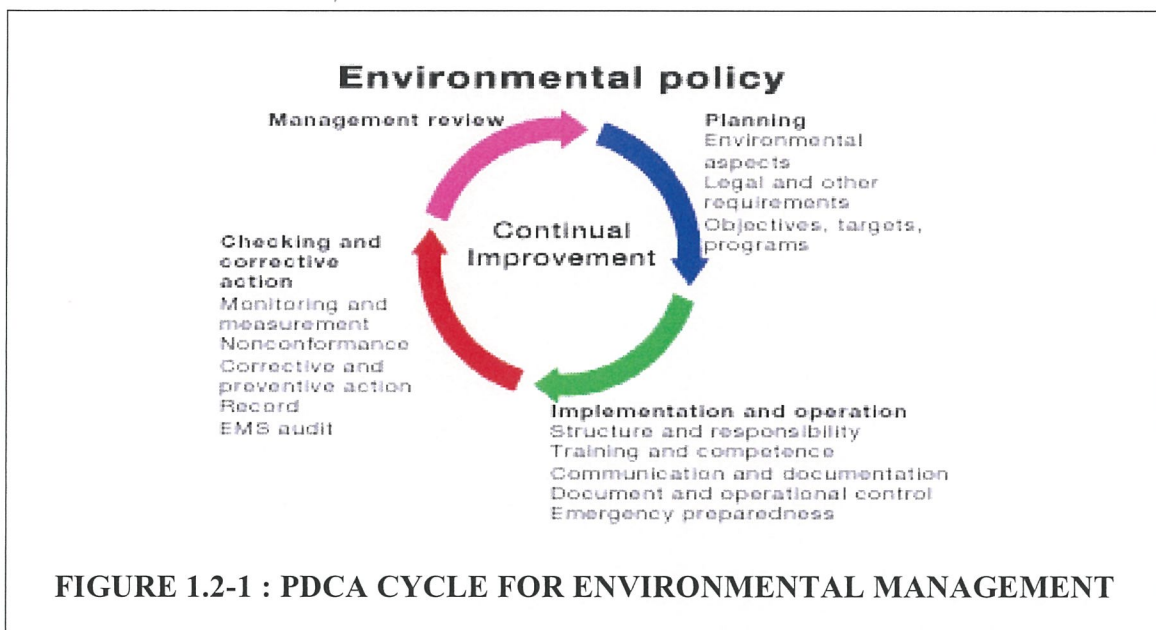 Environmental policy
Management review
Planning
Environmental
aspects
Legal and other
requirements
Objectives, targets,
programs
Continual
Improvement
Checking and
corrective
action
Monitoring and
measurement
Nonconformance
Corrective and
preventive action
Record
EMS audit
Implementation and operation
Structure and responsibility
Training and competence
Communication and documentation
Document and operational control
Emergency preparedness
FIGURE 1.2-1 : PDCA CYCLE FOR ENVIRONMENTAL MANAGEMENT